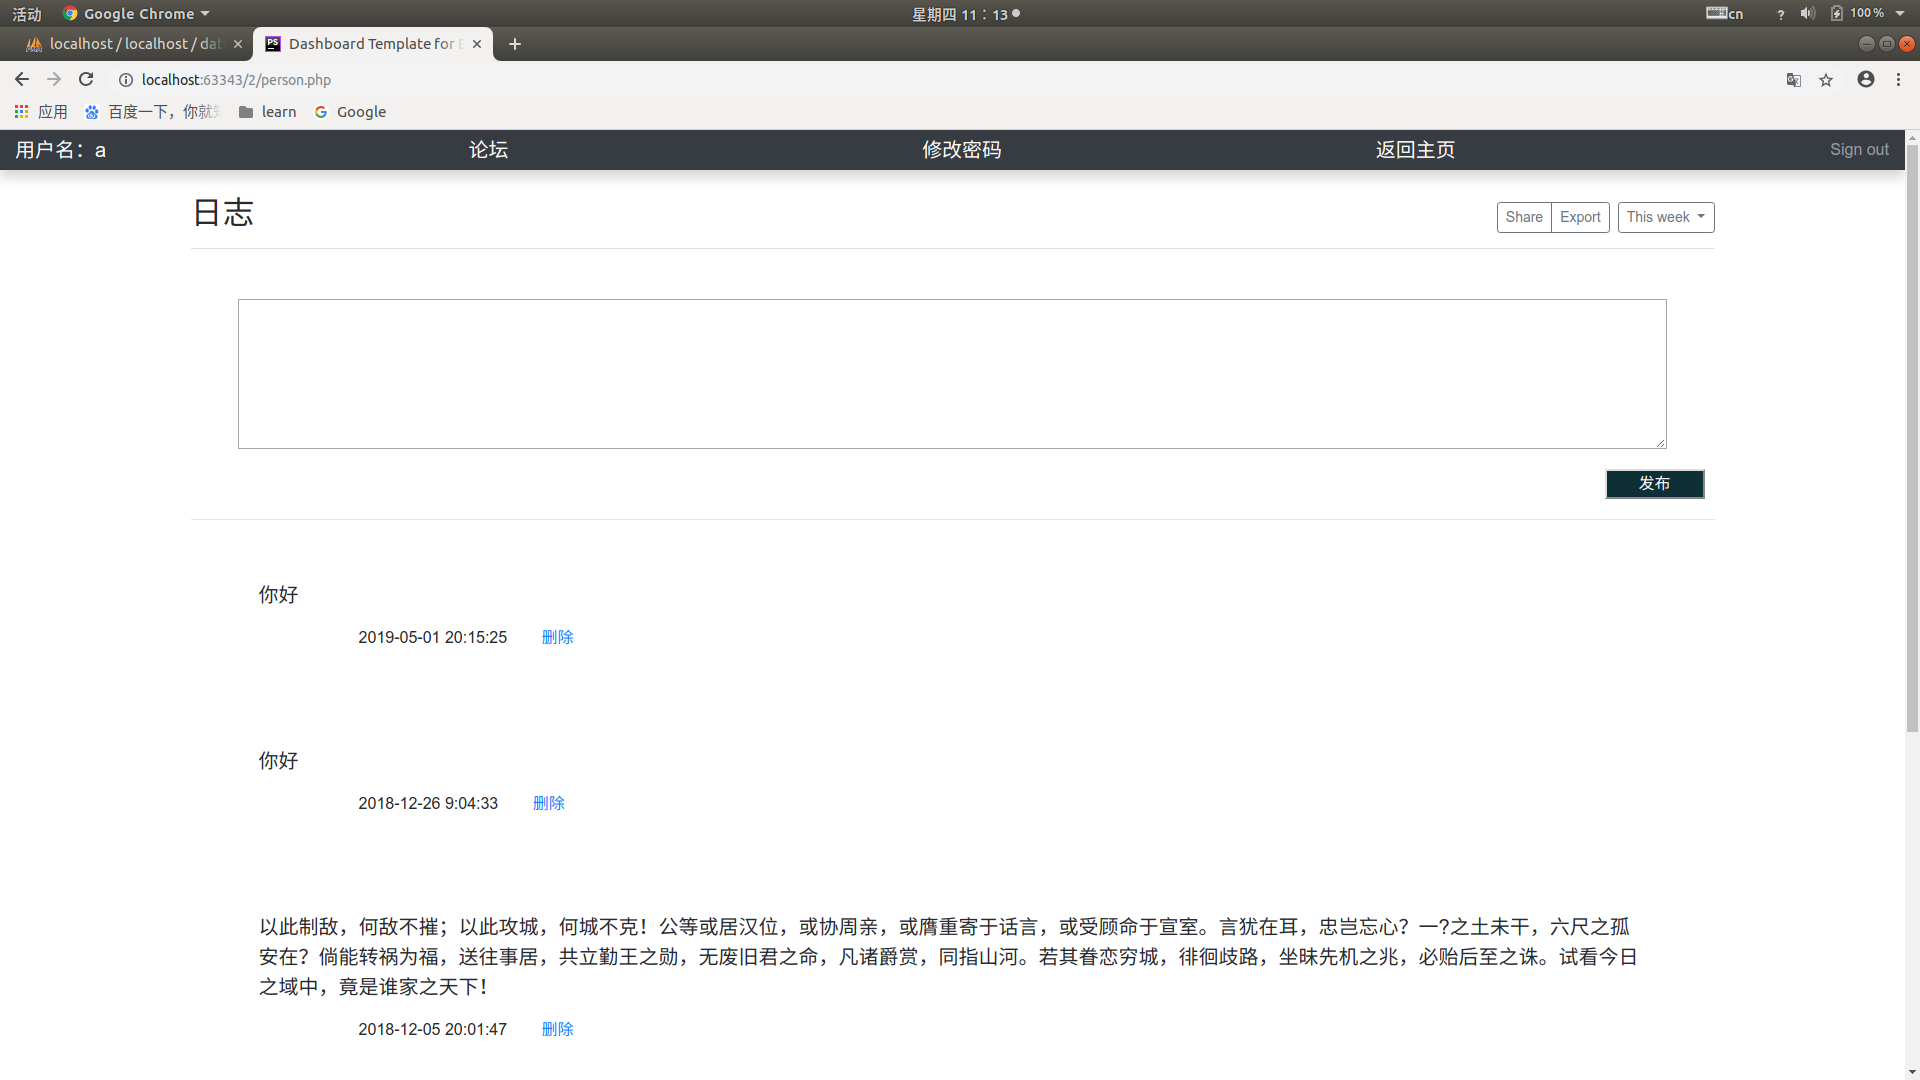 活动 Google Chrome 星期四 11：13 cn ? 100%
localhost / localhost / dat Dashboard Template for
localhost:63343/2/person.php
应用 百度一下，你就知 learn Google
用户名：a 论坛 修改密码 返回主页 Sign out
日志 Share Export This week
发布
你好
2019-05-01 20:15:25 删除
你好
2018-12-26 9:04:33 删除
以此制敌，何敌不摧；以此攻城，何城不克！公等或居汉位，或协周亲，或膺重寄于话言，或受顾命于宣室。言犹在耳，忠岂忘心？一?之土未干，六尺之孤
安在？倘能转祸为福，送往事居，共立勤王之勋，无废旧君之命，凡诸爵赏，同指山河。若其眷恋穷城，徘徊歧路，坐昧先机之兆，必贻后至之诛。试看今日
之域中，竟是谁家之天下！
2018-12-05 20:01:47 删除